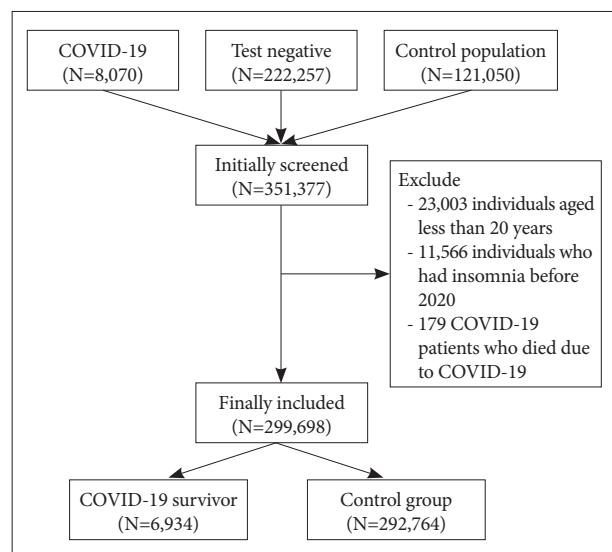 COVID-19
(N=8,070)
Test negative
(N=222,257)
Control population
(N=121,050)
Initially screened
(N=351,377)
Exclude
- 23,003 individuals aged
less than 20 years
- 11,566 individuals who
had insomnia before
2020
- 179 COVID-19
patients who died due
to COVID-19
Finally included
(N=299,698)
COVID-19 survivor
(N=6,934)
Control group
(N=292,764)